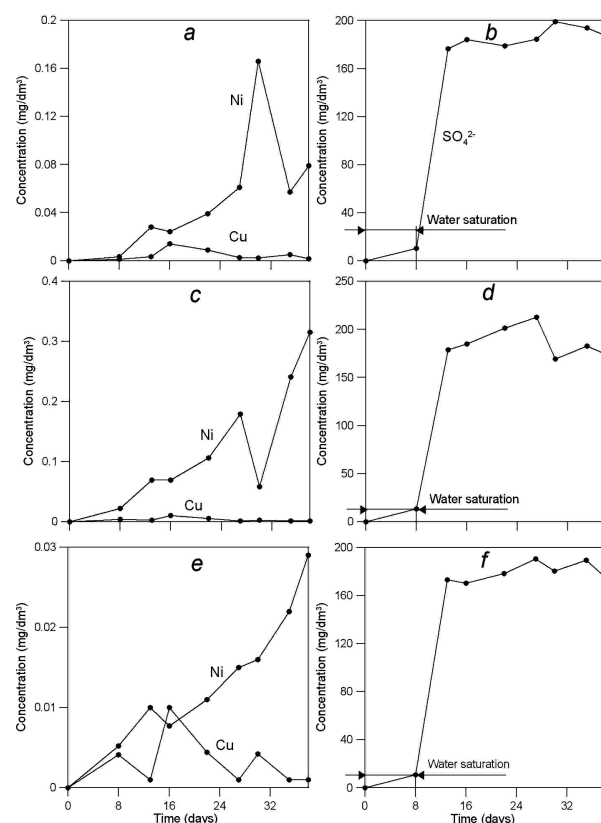 0.2
0.16
0.12
0.08
0.04
0
Concentration (mg/dm³)
a
Ni
Cu
200
160
120
80
40
0
Concentration (mg/dm³)
b
SO₄²⁻
Water saturation
0.4
0.3
0.2
0.1
0
Concentration (mg/dm³)
c
Ni
Cu
250
200
150
100
50
0
Concentration (mg/dm³)
d
Water saturation
0.03
0.02
0.01
0
Concentration (mg/dm³)
e
Ni
Cu
0 8 16 24 32
Time (days)
200
160
120
80
40
0
Concentration (mg/dm³)
f
Water saturation
0 8 16 24 32
Time (days)